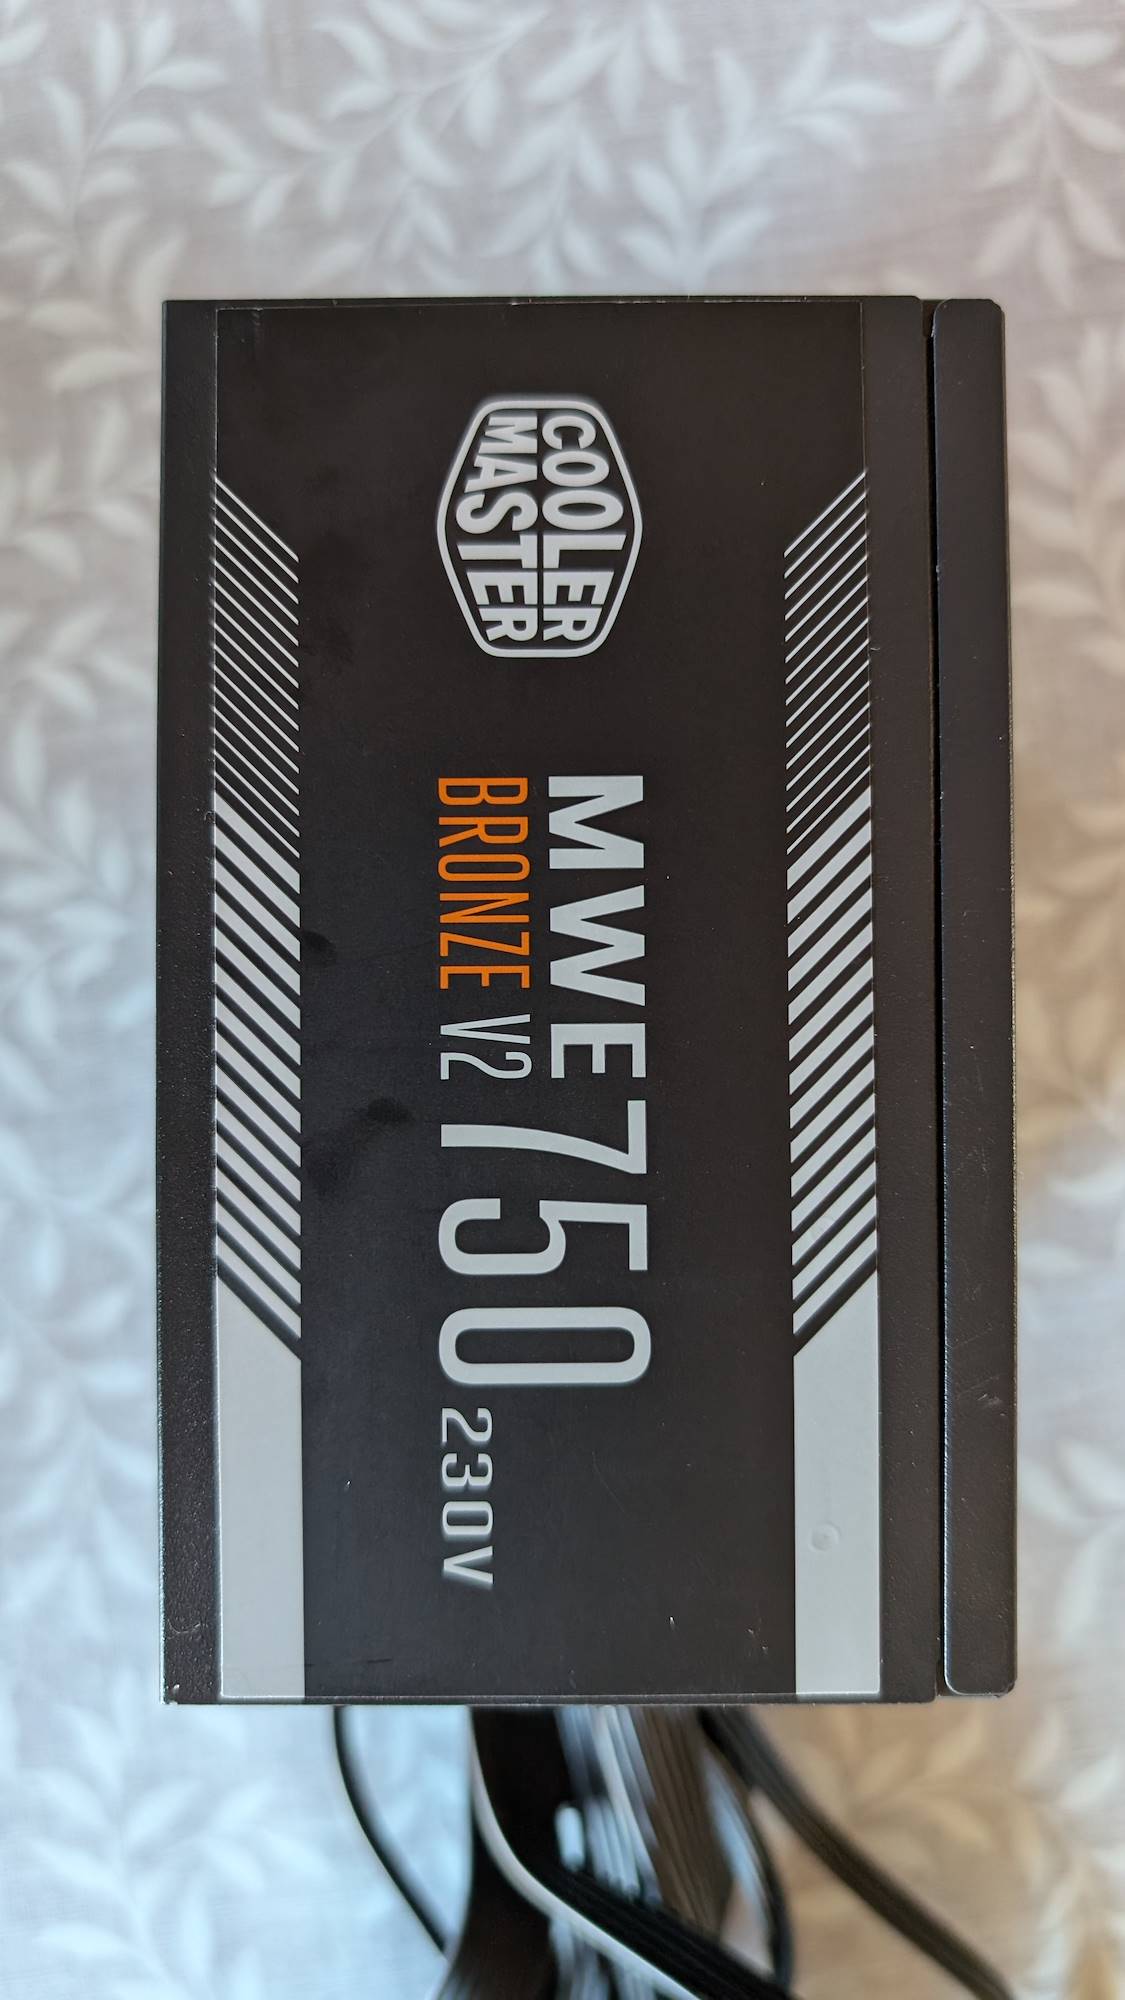 COOLER
MASTER
MWE 750
BRONZE V2
230V